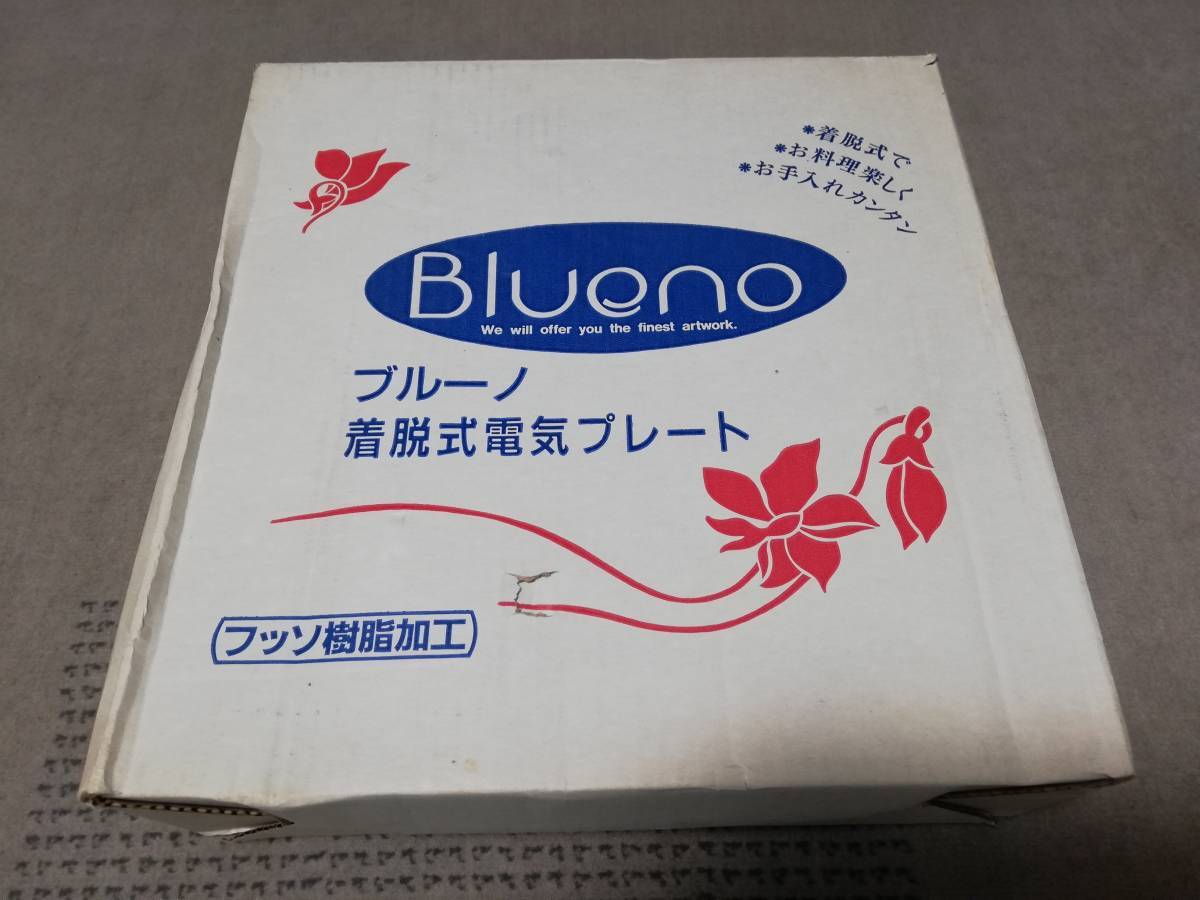 *着脱式で
*お料理楽しく
*お手入れカンタン
Blueno
We will offer you the finest artwork.
ブルーノ
着脱式電気プレート
フッソ樹脂加工